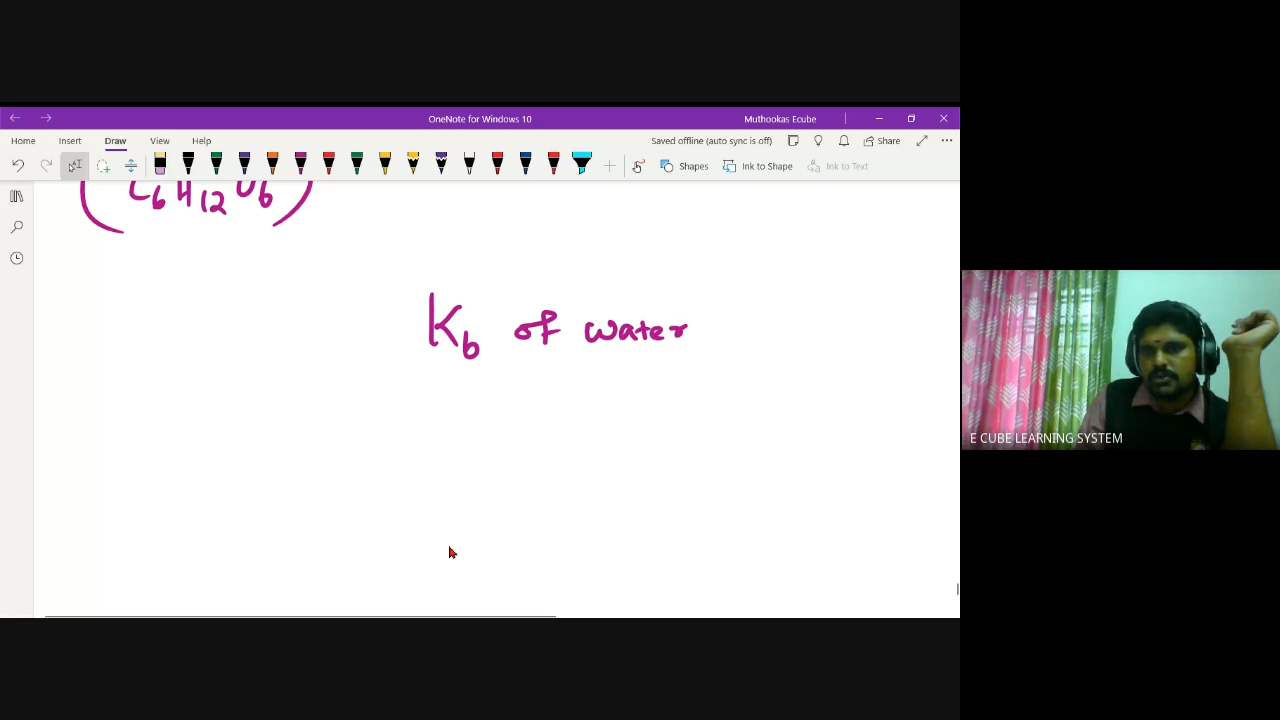 OneNote for Windows 10
Muthookas Ecube
Home Insert Draw View Help
Saved offline (auto sync is off)
Share
Shapes
Ink to Shape
Ink to Text
(C6H12O6)
Kb of water
E CUBE LEARNING SYSTEM